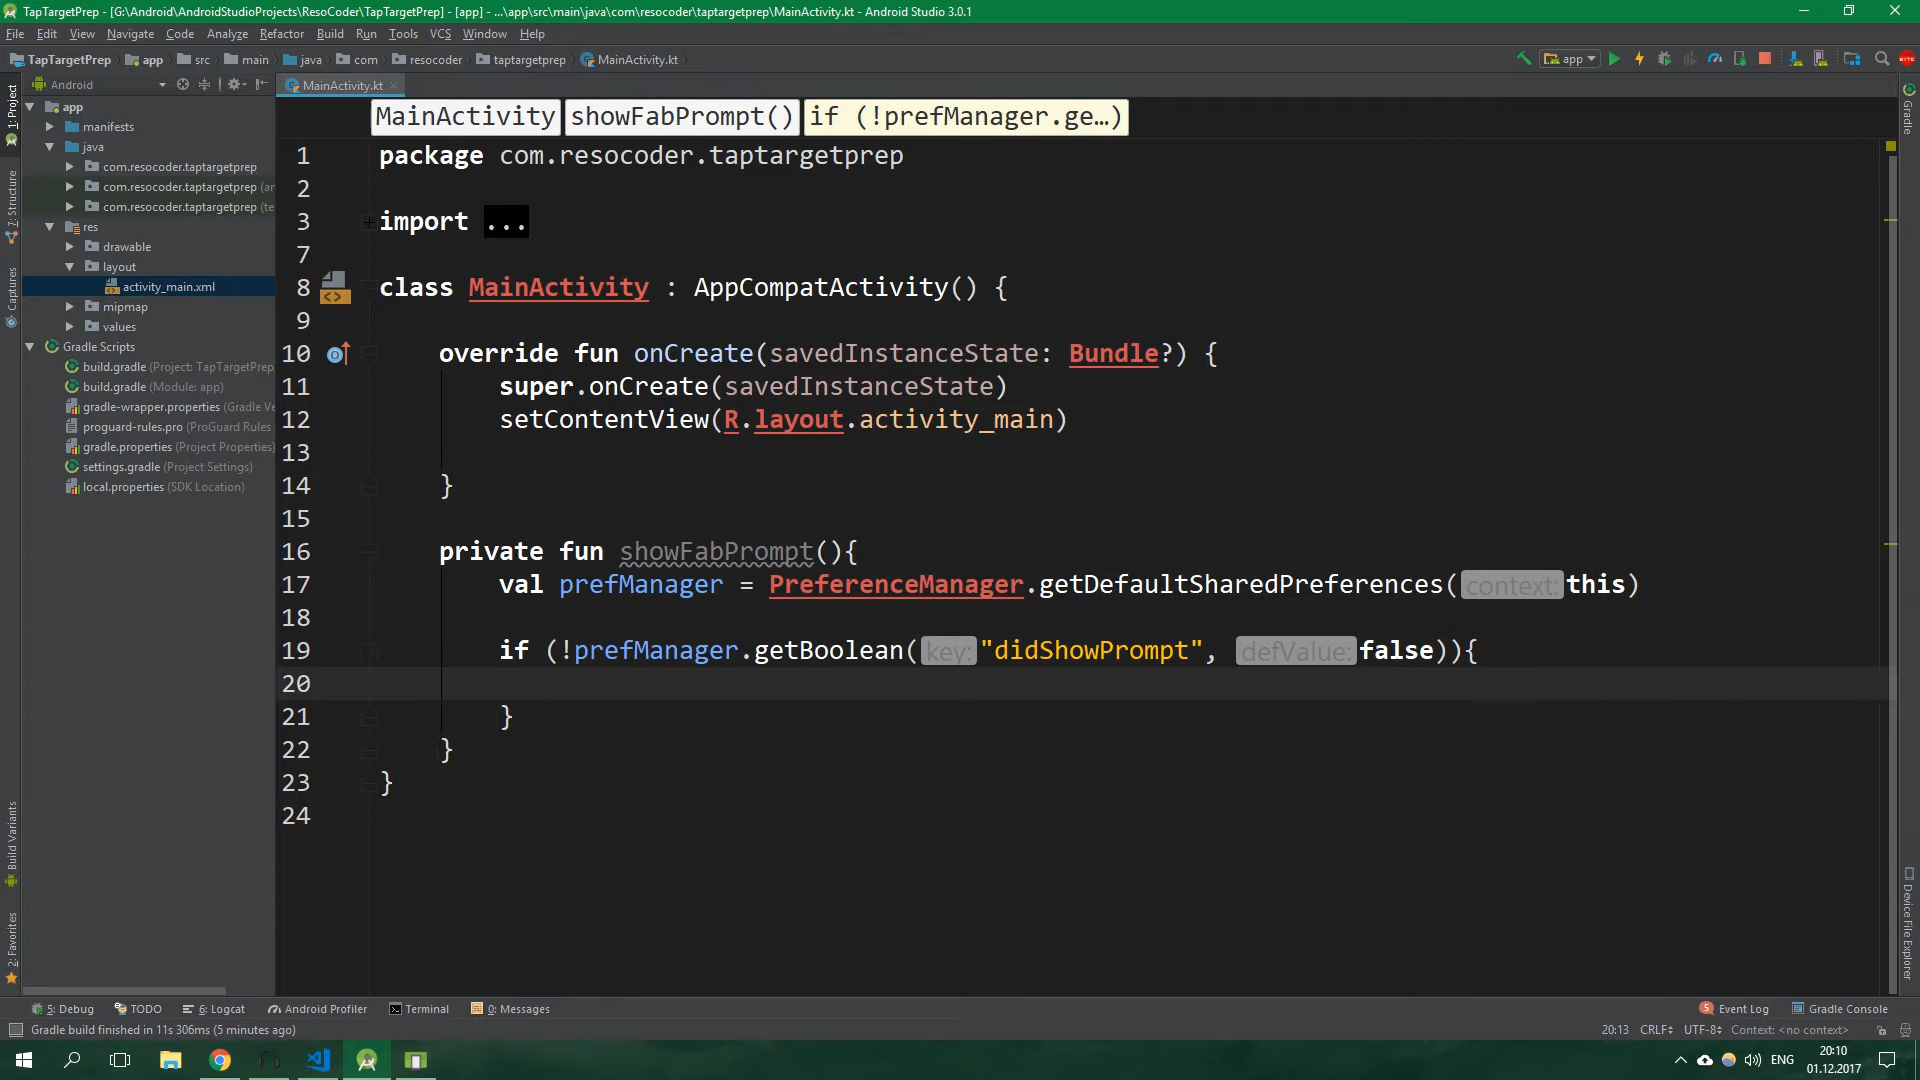 TapTargetPrep - [G:\Android\AndroidStudioProjects\ResoCoder\TapTargetPrep] - [app] - ...\app\src\main\java\com\resocoder\taptargetprep\MainActivity.kt - Android Studio 3.0.1
File Edit View Navigate Code Analyze Refactor Build Run Tools VCS Window Help
TapTargetPrep app src main java com resocoder taptargetprep MainActivity.kt app
Android MainActivity.kt
1: Project
7: Structure
Captures
Build Variants
2: Favorites
app
manifests
java
com.resocoder.taptargetprep
com.resocoder.taptargetprep (an
com.resocoder.taptargetprep (te
res
drawable
layout
activity_main.xml
mipmap
values
Gradle Scripts
build.gradle (Project: TapTargetPrep
build.gradle (Module: app)
gradle-wrapper.properties (Gradle Ve
proguard-rules.pro (ProGuard Rules
gradle.properties (Project Properties)
settings.gradle (Project Settings)
local.properties (SDK Location)
MainActivity showFabPrompt() if (!prefManager.ge...)
1 package com.resocoder.taptargetprep
2
3 import ...
7
8 class MainActivity : AppCompatActivity() {
9
10 override fun onCreate(savedInstanceState: Bundle?) {
11 super.onCreate(savedInstanceState)
12 setContentView(R.layout.activity_main)
13
14 }
15
16 private fun showFabPrompt(){
17 val prefManager = PreferenceManager.getDefaultSharedPreferences( context: this)
18
19 if (!prefManager.getBoolean( key: "didShowPrompt", defValue: false)){
20
21 }
22 }
23 }
24
Gradle
Device File Explorer
5: Debug TODO 6: Logcat Android Profiler Terminal 0: Messages 5 Event Log Gradle Console
Gradle build finished in 11s 306ms (5 minutes ago) 20:13 CRLF UTF-8 Context: <no context>
ENG 20:10
01.12.2017